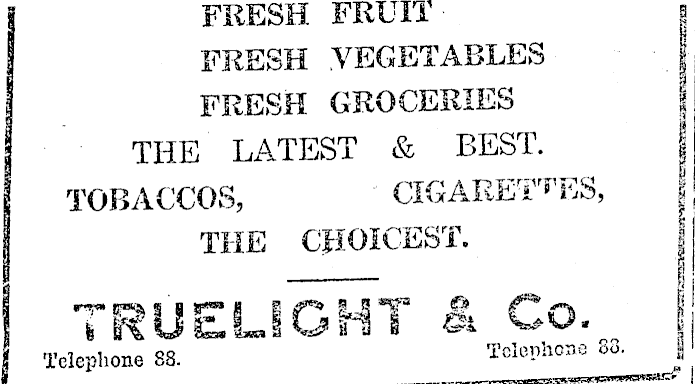 FRESH FRUIT
FRESH VEGETABLES
FRESH GROCERIES
THE LATEST & BEST.
TOBACCOS, CIGARETTES,
THE CHOICEST.
TRUELIGHT & Co.
Telephone 88. Telephone 88.